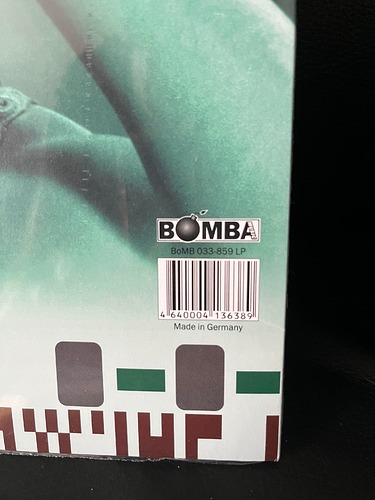 BOMBA
BoMB 033-859 LP
4 640004 136389
Made in Germany